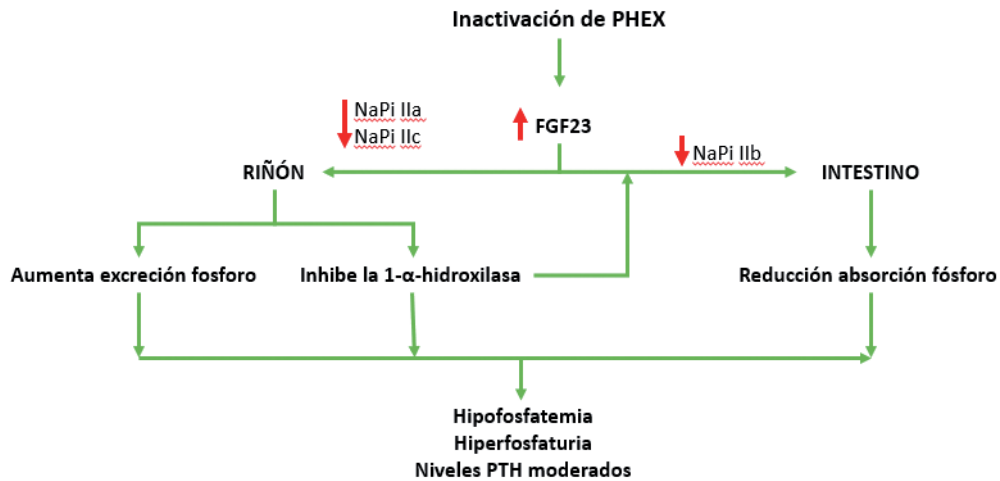 Inactivación de PHEX
NaPi IIa
NaPi IIc
FGF23
NaPi IIb
RIÑÓN
INTESTINO
Aumenta excreción fosforo
Inhibe la 1-α-hidroxilasa
Reducción absorción fósforo
Hipofosfatemia
Hiperfosfaturia
Niveles PTH moderados